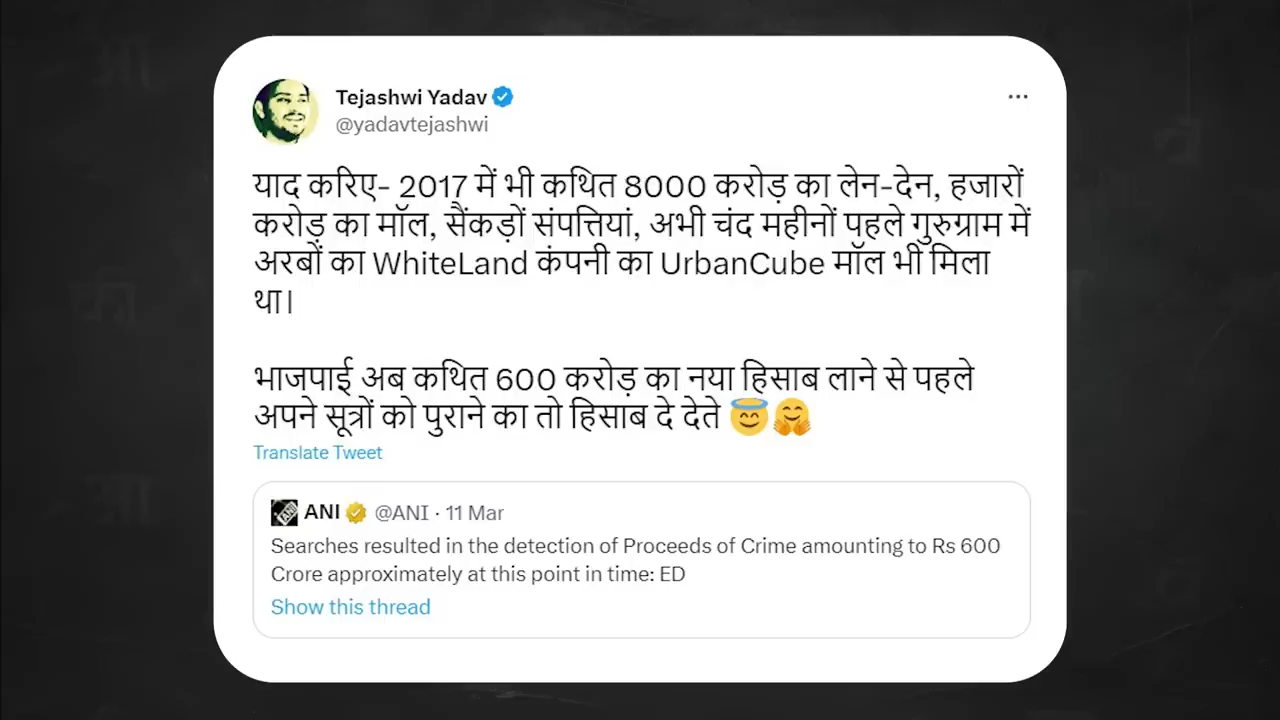 Tejashwi Yadav
@yadavtejashwi
याद करिए- 2017 में भी कथित 8000 करोड़ का लेन-देन, हजारों
करोड़ का मॉल, सैंकड़ों संपत्तियां, अभी चंद महीनों पहले गुरुग्राम में
अरबों का WhiteLand कंपनी का UrbanCube मॉल भी मिला
था।
भाजपाई अब कथित 600 करोड़ का नया हिसाब लाने से पहले
अपने सूत्रों को पुराने का तो हिसाब दे देते 😇🤗
Translate Tweet
ANI @ANI · 11 Mar
Searches resulted in the detection of Proceeds of Crime amounting to Rs 600
Crore approximately at this point in time: ED
Show this thread